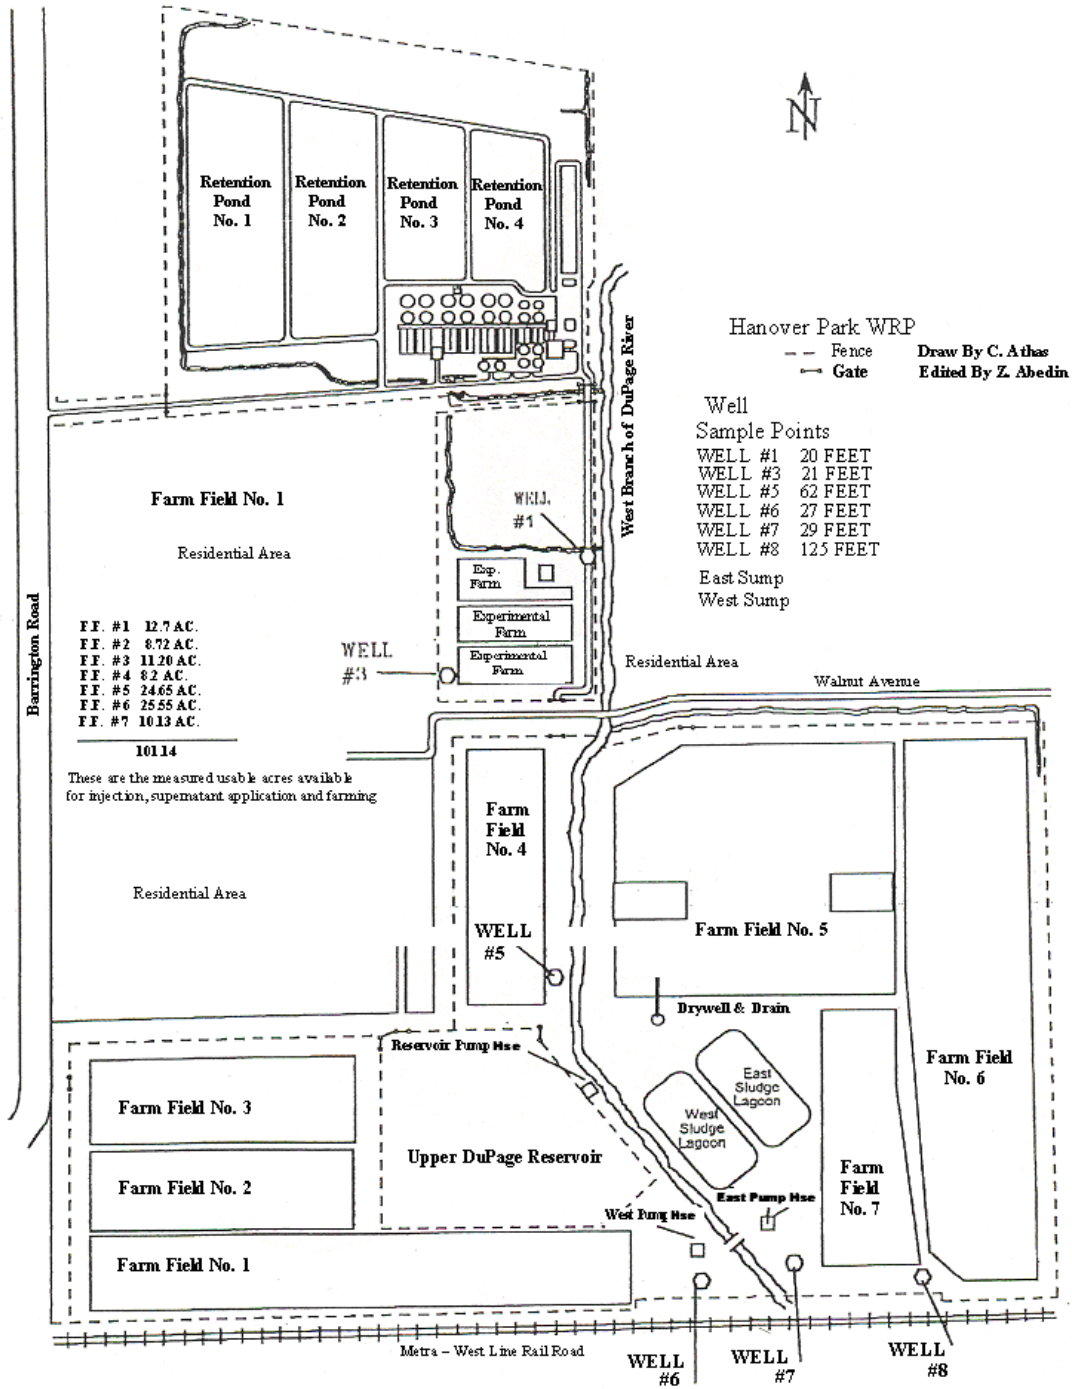 N
Retention
Pond
No. 1
Retention
Pond
No. 2
Retention
Pond
No. 3
Retention
Pond
No. 4
West Branch of DuPage River
Hanover Park WRP
Fence
Gate
Draw By C. Athas
Edited By Z. Abedin
Well
Sample Points
WELL #1 20 FEET
WELL #3 21 FEET
WELL #5 62 FEET
WELL #6 27 FEET
WELL #7 29 FEET
WELL #8 125 FEET
East Sump
West Sump
Farm Field No. 1
Residential Area
WELL
#1
Exp.
Farm
Experimental
Farm
Experimental
Farm
WELL
#3
Barrington Road
F.F. #1 12.7 AC.
F.F. #2 8.72 AC.
F.F. #3 11.20 AC.
F.F. #4 8.2 AC.
F.F. #5 24.65 AC.
F.F. #6 25.55 AC.
F.F. #7 10.13 AC.
101.14
These are the measured usable acres available
for injection, supernatant application and farming
Residential Area
Walnut Avenue
Residential Area
Farm
Field
No. 4
WELL
#5
Farm Field No. 5
Drywell & Drain
Reservoir Pump Hse
East
Sludge
Lagoon
West
Sludge
Lagoon
Farm Field
No. 6
Farm Field No. 3
Farm Field No. 2
Farm Field No. 1
Upper DuPage Reservoir
Farm
Field
No. 7
East Pump Hse
West Pump Hse
Metra – West Line Rail Road
WELL
#6
WELL
#7
WELL
#8